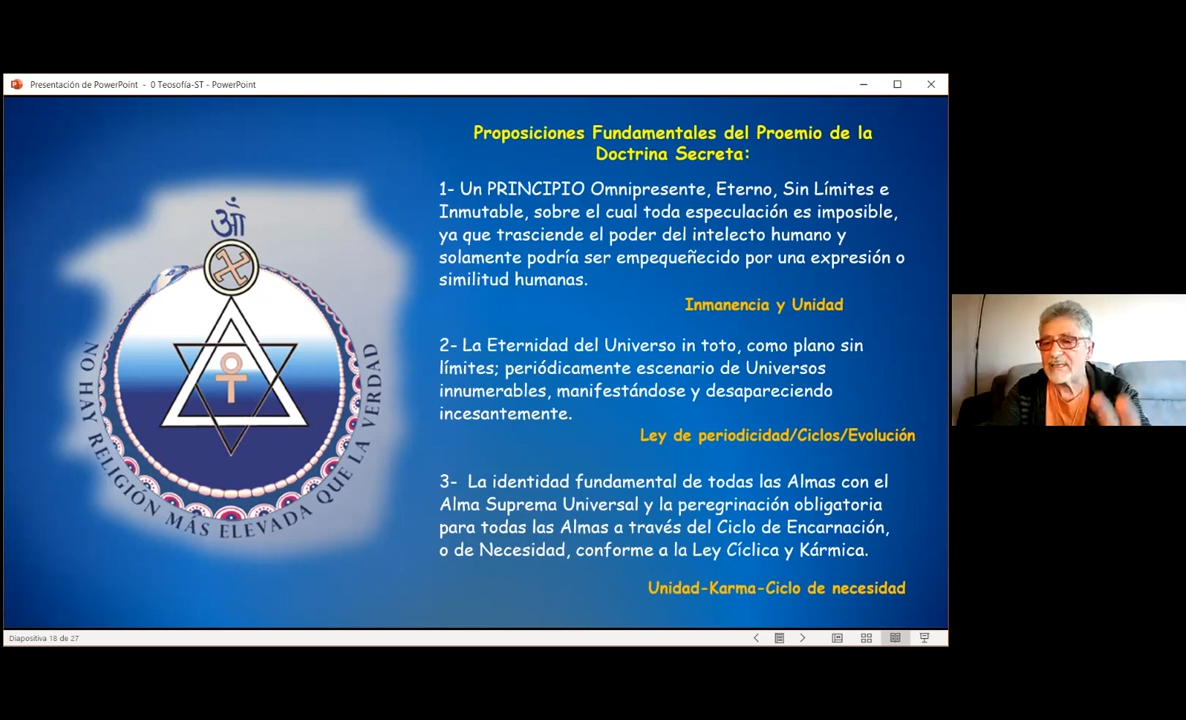 Presentación de PowerPoint - 0 Teosofía-ST - PowerPoint
Proposiciones Fundamentales del Proemio de la
Doctrina Secreta:
1- Un PRINCIPIO Omnipresente, Eterno, Sin Límites e
Inmutable, sobre el cual toda especulación es imposible,
ya que trasciende el poder del intelecto humano y
solamente podría ser empequeñecido por una expresión o
similitud humanas.
Inmanencia y Unidad
2- La Eternidad del Universo in toto, como plano sin
límites; periódicamente escenario de Universos
innumerables, manifestándose y desapareciendo
incesantemente.
Ley de periodicidad/Ciclos/Evolución
3- La identidad fundamental de todas las Almas con el
Alma Suprema Universal y la peregrinación obligatoria
para todas las Almas a través del Ciclo de Encarnación,
o de Necesidad, conforme a la Ley Cíclica y Kármica.
Unidad-Karma-Ciclo de necesidad
NO HAY RELIGIÓN MÁS ELEVADA QUE LA VERDAD
Diapositiva 18 de 27